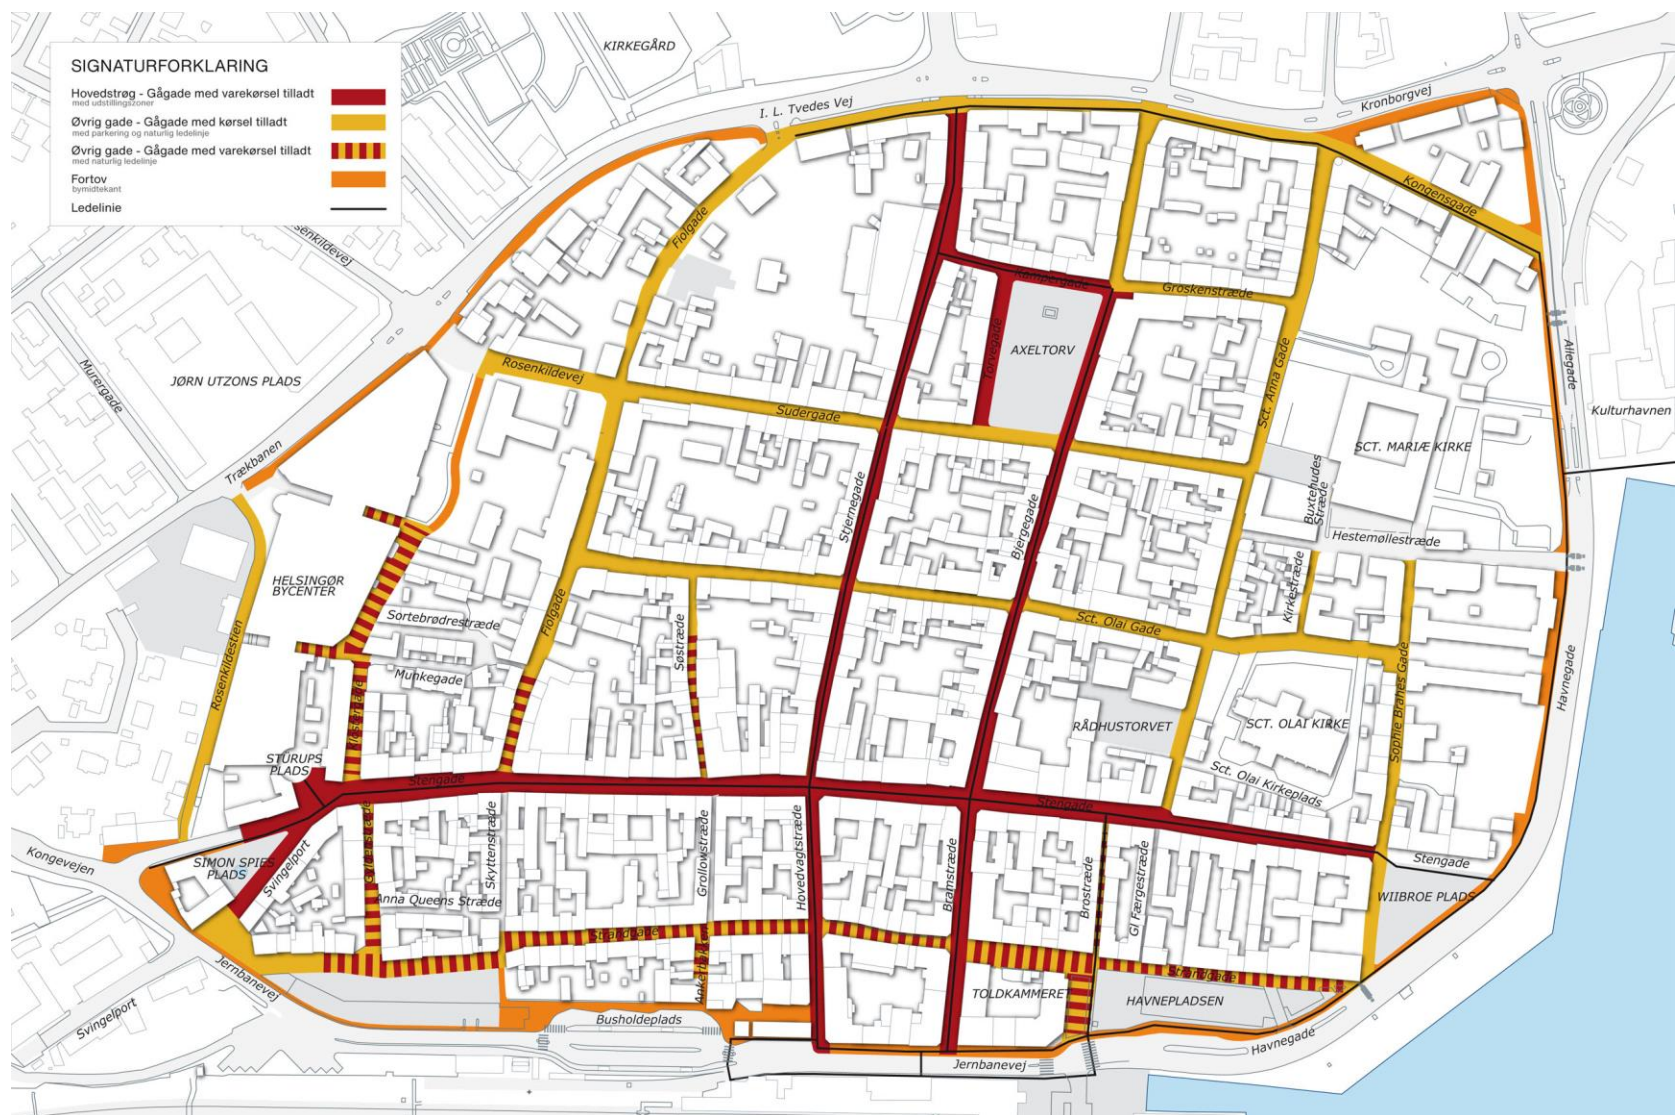 SIGNATURFORKLARING
Hovedstrøg - Gågade med varekørsel tilladt
med udstillingszoner
Øvrig gade - Gågade med kørsel tilladt
med parkering og naturlig ledelinje
Øvrig gade - Gågade med varekørsel tilladt
med naturlig ledelinje
Fortov
bymidtekant
Ledelinie
KIRKEGÅRD
I. L. Tvedes Vej
Kronborgvej
Kongensgade
Fiolgade
Rampergade
Groskenstræde
Torvegade
AXELTORV
Murergade
JØRN UTZONS PLADS
Rosenkildevej
Sudergade
Sct. Anna Gade
Allegade
Kulturhavnen
Trækbanen
SCT. MARIÆ KIRKE
Buxtehudes
Stræde
Stjernegade
Bjergegade
Hestemøllestræde
HELSINGØR
BYCENTER
Sortebrødrestræde
Fiolgade
Søstræde
Sct. Olai Gade
Kirkestræde
Rosenkildestien
Munkegade
Klostergade
Havnegade
Sophie Brahes Gade
RÅDHUSTORVET
SCT. OLAI KIRKE
STURUPS
PLADS
Stengade
Sct. Olai Kirkeplads
Stengade
Kongevejen
SIMON SPIES
PLADS
Svingelport
Skyttenstræde
Grollowstræde
Hovedvagtstræde
Bramstræde
Brostræde
Gl Færgestræde
Stengade
WIIBROE PLADS
Anna Queens Stræde
Strandgade
Strandgade
Jernbanevej
TOLDKAMMERET
HAVNEPLADSEN
Svingelport
Busholdeplads
Havnegade
Jernbanevej